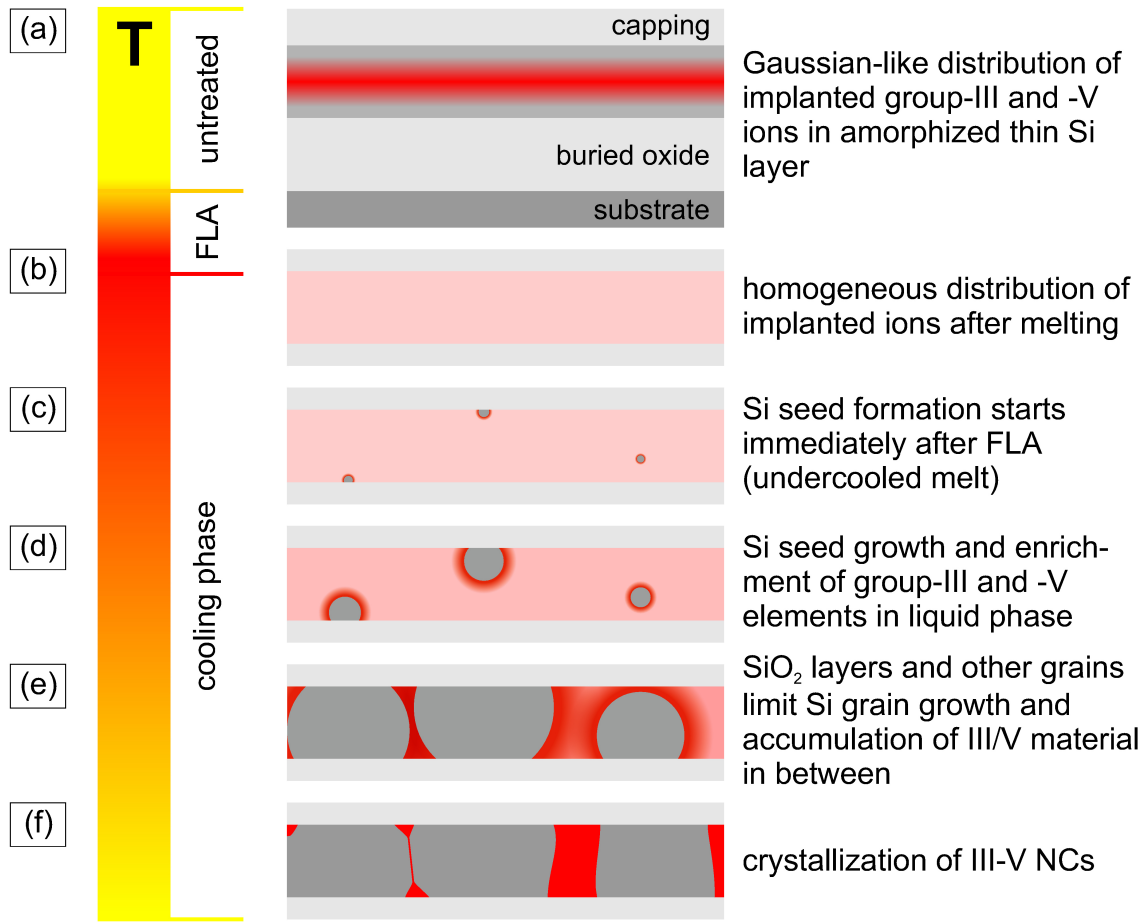 (a)
T
untreated
capping
buried oxide
substrate
Gaussian-like distribution of
implanted group-III and -V
ions in amorphized thin Si
layer
FLA
(b)
homogeneous distribution of
implanted ions after melting
cooling phase
(c)
Si seed formation starts
immediately after FLA
(undercooled melt)
(d)
Si seed growth and enrich-
ment of group-III and -V
elements in liquid phase
(e)
SiO₂ layers and other grains
limit Si grain growth and
accumulation of III/V material
in between
(f)
crystallization of III-V NCs